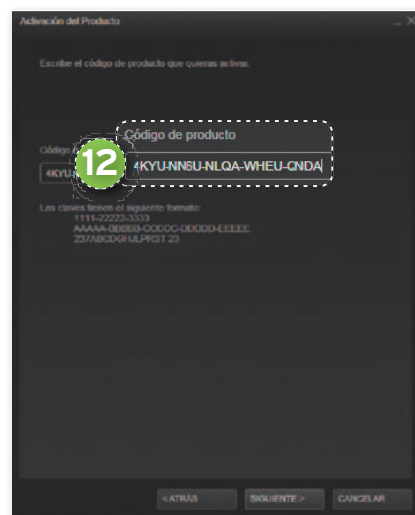 Activación del Producto
Escribe el código de producto que quieras activar.
Código de producto
12
4KYU-NN6U-NLQA-WHEU-QNDA
Código
4KYU-
Las claves tienen el siguiente formato:
1111-22222-3333
AAAAA-BBBBB-CCCCC-DDDDD-EEEEE
237ABCDGHJLPRST 23
< ATRÁS
SIGUIENTE >
CANCELAR